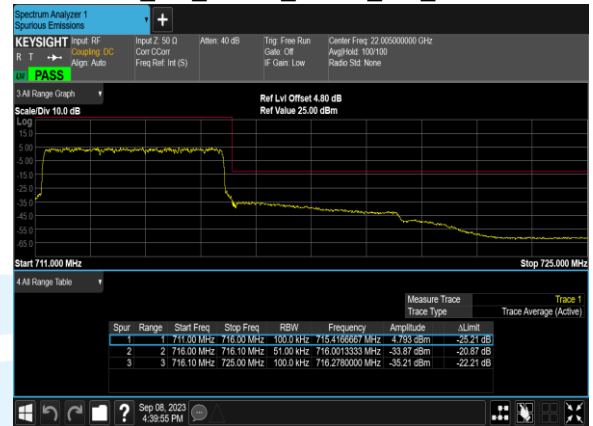 Spectrum Analyzer 1
Spurious Emissions
KEYSIGHT Input: RF Input Z: 50 Ω Atten: 40 dB Trig: Free Run Center Freq: 22.005000000 GHz
R T Coupling: DC Corr CCorr Gate: Off Avg|Hold: 100/100
Align: Auto Freq Ref: Int (S) IF Gain: Low Radio Std: None
PASS
3 All Range Graph
Ref Lvl Offset 4.80 dB
Scale/Div 10.0 dB Ref Value 25.00 dBm
Log
15.0
5.00
-5.00
-15.0
-25.0
-35.0
-45.0
-55.0
-65.0
Start 711.000 MHz Stop 725.000 MHz
4 All Range Table
Measure Trace Trace 1
Trace Type Trace Average (Active)
Spur Range Start Freq Stop Freq RBW Frequency Amplitude ΔLimit
1 1 711.00 MHz 716.00 MHz 100.0 kHz 715.4166667 MHz 4.793 dBm -25.21 dB
2 2 716.00 MHz 716.10 MHz 51.00 kHz 716.0013333 MHz -33.87 dBm -20.87 dB
3 3 716.10 MHz 725.00 MHz 100.0 kHz 716.2780000 MHz -35.21 dBm -22.21 dB
Sep 08, 2023
4:39:55 PM